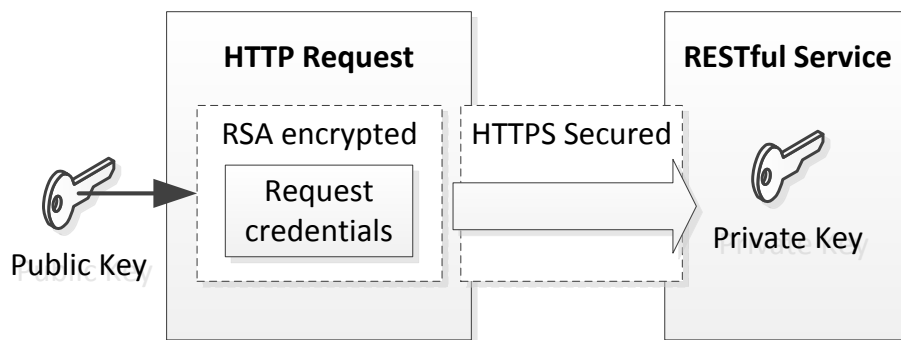 HTTP Request
RESTful Service
RSA encrypted
HTTPS Secured
Request
credentials
Public Key
Private Key